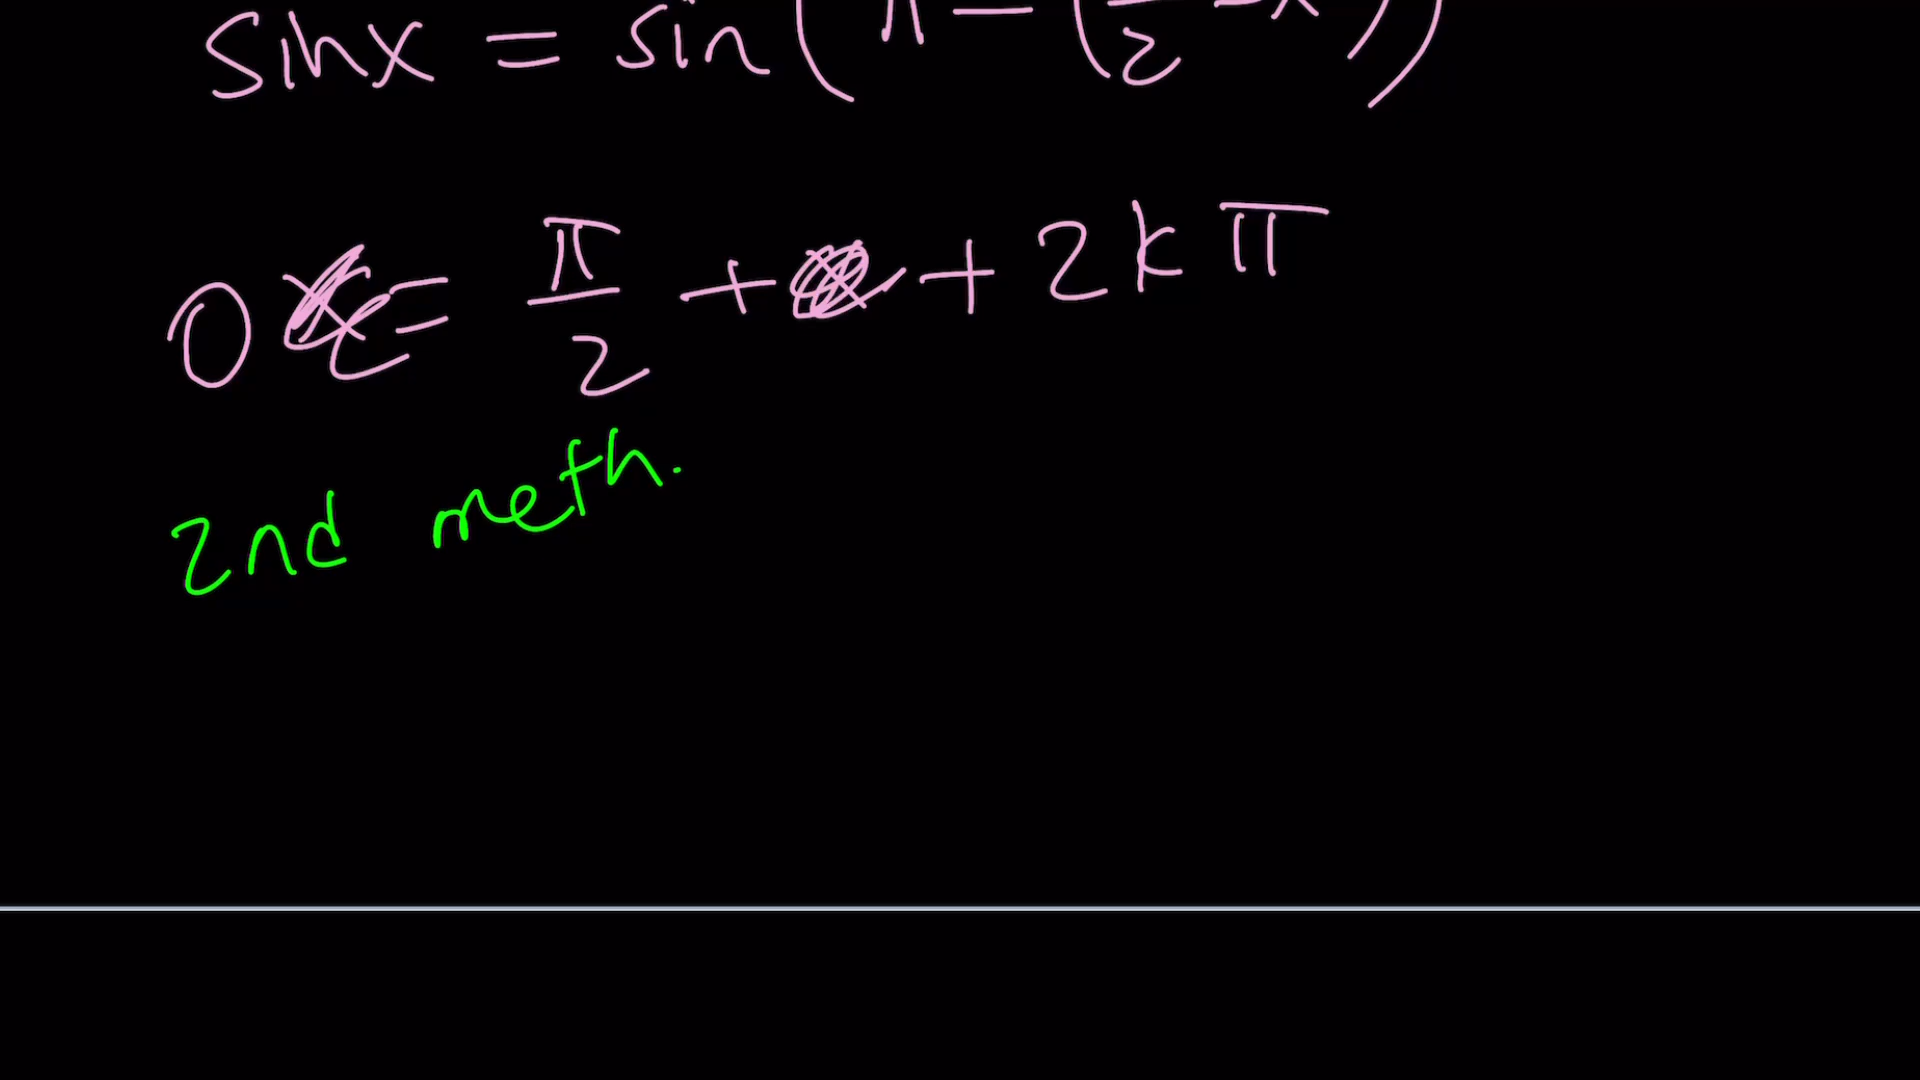 sinx = sin(π - (π/2 - x))
0 = π/2 + + 2kπ
2nd meth.